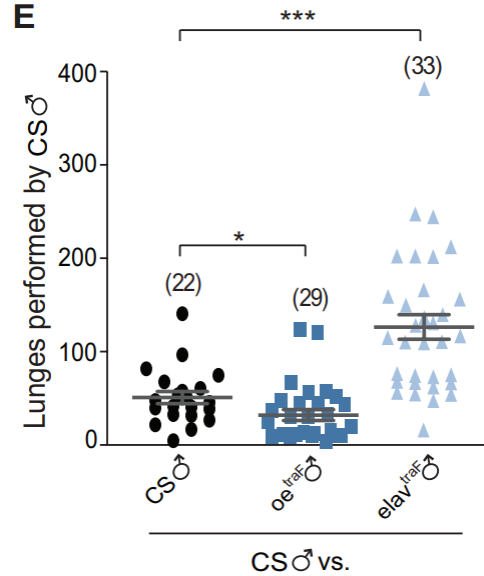 E
***
(33)
400
300
200
100
0
Lunges performed by CS♂
*
(22)
(29)
CS♂
oe^traF♂
elav^traF♂
CS♂ vs.